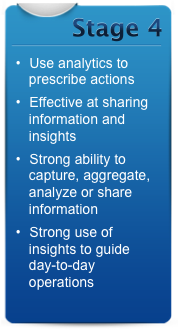 Stage 4
• Use analytics to
prescribe actions
• Effective at sharing
information and
insights
• Strong ability to
capture, aggregate,
analyze or share
information
• Strong use of
insights to guide
day-to-day
operations